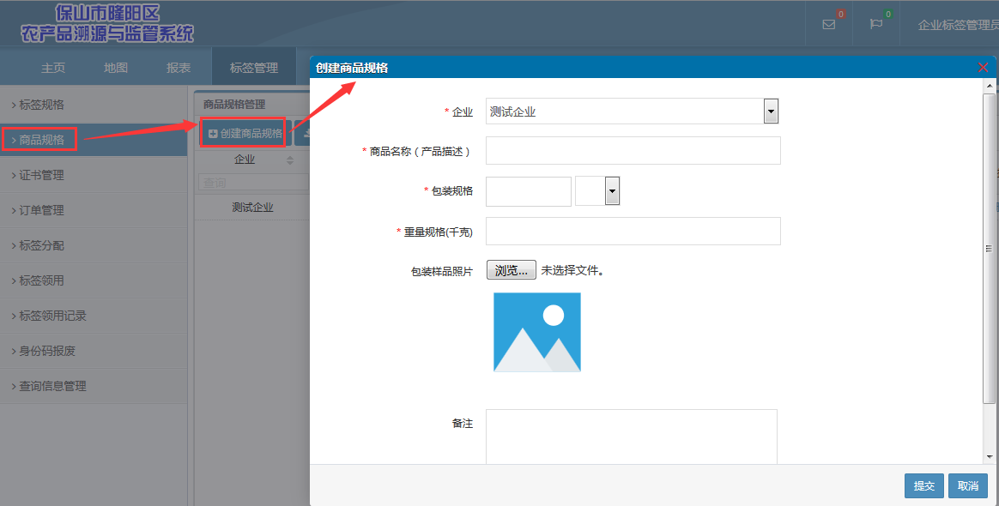 保山市隆阳区
农产品溯源与监管系统
0
0
企业标签管理员
主页
地图
报表
标签管理
标签规格
商品规格
证书管理
订单管理
标签分配
标签领用
标签领用记录
身份码报废
查询信息管理
商品规格管理
创建商品规格
企业
查询
测试企业
创建商品规格
* 企业
测试企业
* 商品名称（产品描述）
* 包装规格
* 重量规格(千克)
包装样品照片
浏览...
未选择文件。
备注
提交
取消